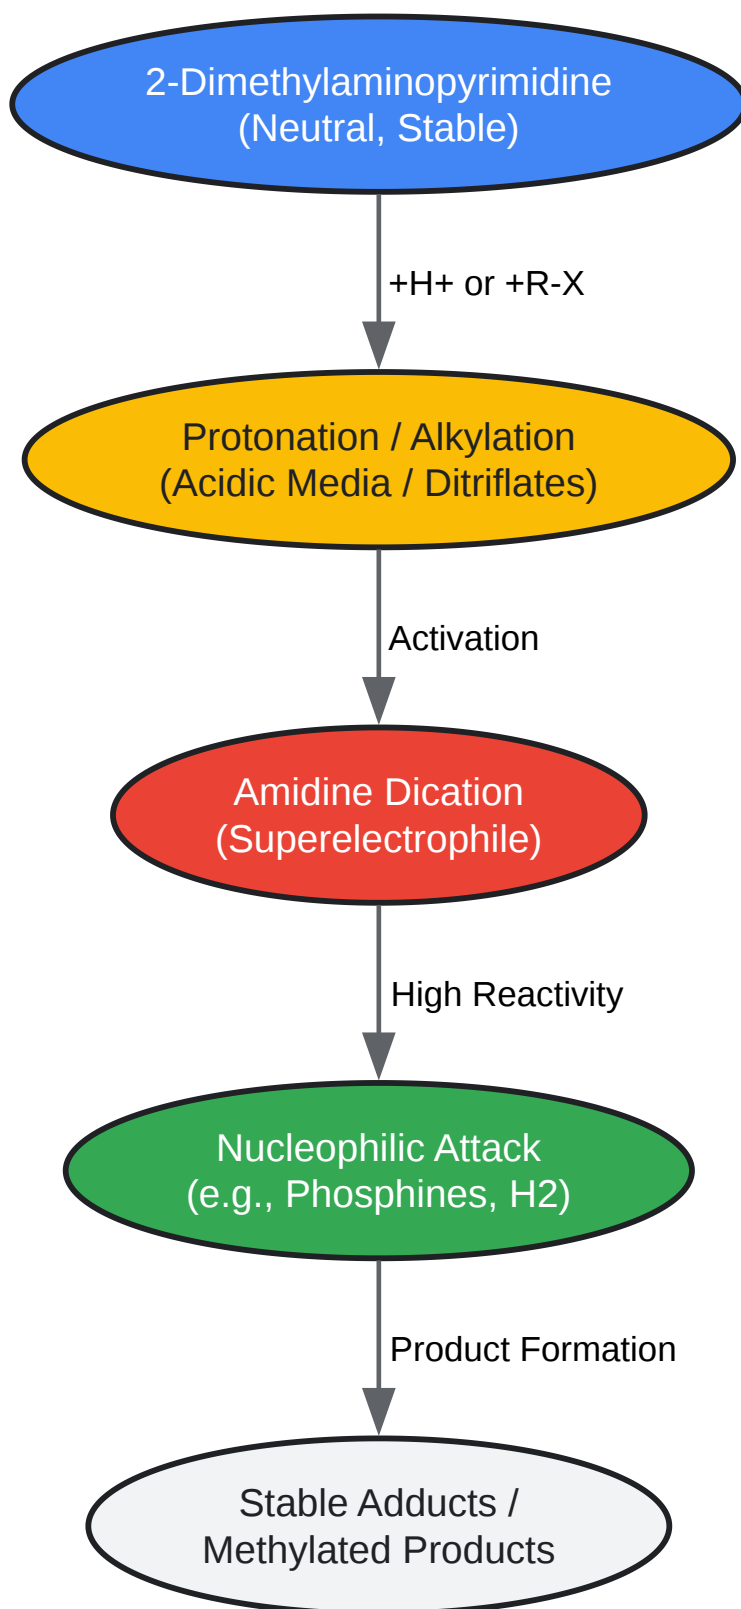 2-Dimethylaminopyrimidine
(Neutral, Stable)
+H+ or +R-X
Protonation / Alkylation
(Acidic Media / Ditriflates)
Activation
Amidine Dication
(Superelectrophile)
High Reactivity
Nucleophilic Attack
(e.g., Phosphines, H2)
Product Formation
Stable Adducts /
Methylated Products